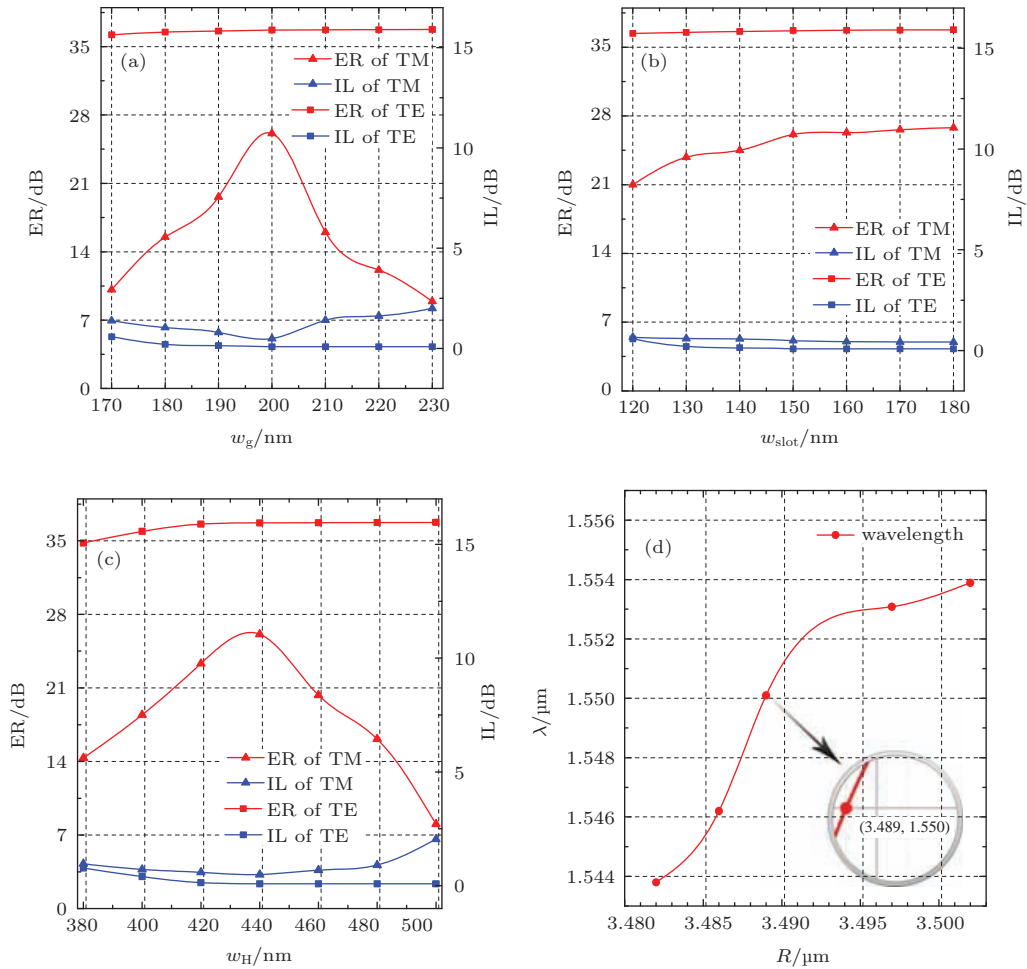 (a)
ER of TM
IL of TM
ER of TE
IL of TE
35
28
21
14
7
0
ER/dB
15
10
5
0
IL/dB
170 180 190 200 210 220 230
w_g/nm
(b)
ER of TM
IL of TM
ER of TE
IL of TE
35
28
21
14
7
0
ER/dB
15
10
5
0
IL/dB
120 130 140 150 160 170 180
w_slot/nm
(c)
ER of TM
IL of TM
ER of TE
IL of TE
35
28
21
14
7
0
ER/dB
15
10
5
0
IL/dB
380 400 420 440 460 480 500
w_H/nm
(d)
wavelength
1.556
1.554
1.552
1.550
1.548
1.546
1.544
λ/µm
(3.489, 1.550)
3.480 3.485 3.490 3.495 3.500
R/µm